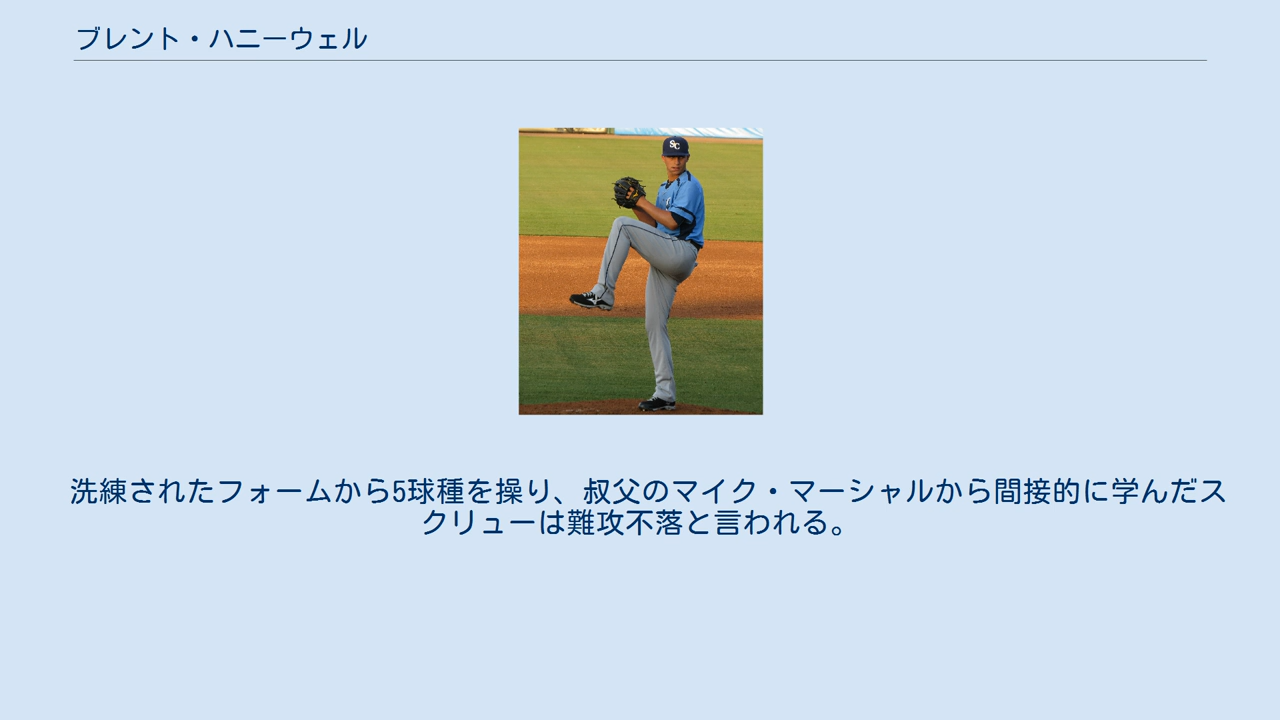 ブレント・ハニーウェル
SC
洗練されたフォームから5球種を操り、叔父のマイク・マーシャルから間接的に学んだス
クリューは難攻不落と言われる。